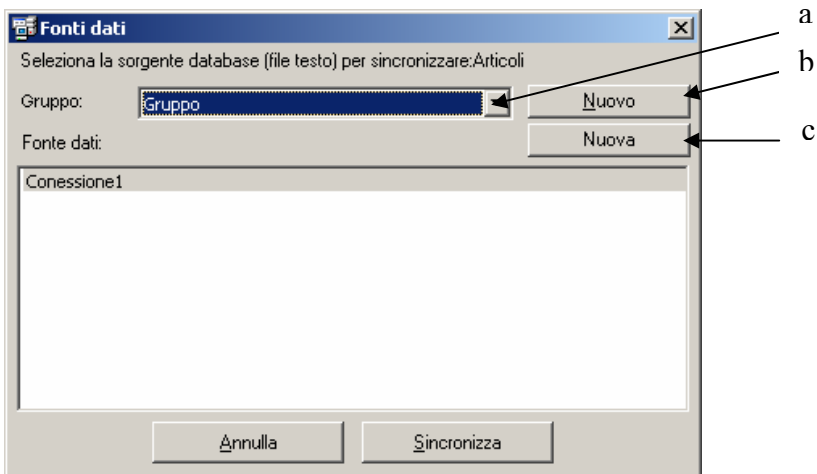 Fonti dati
a
Seleziona la sorgente database (file testo) per sincronizzare:Articoli
b
Gruppo:
Gruppo
Nuovo
c
Fonte dati:
Nuova
Conessione1
Annulla
Sincronizza